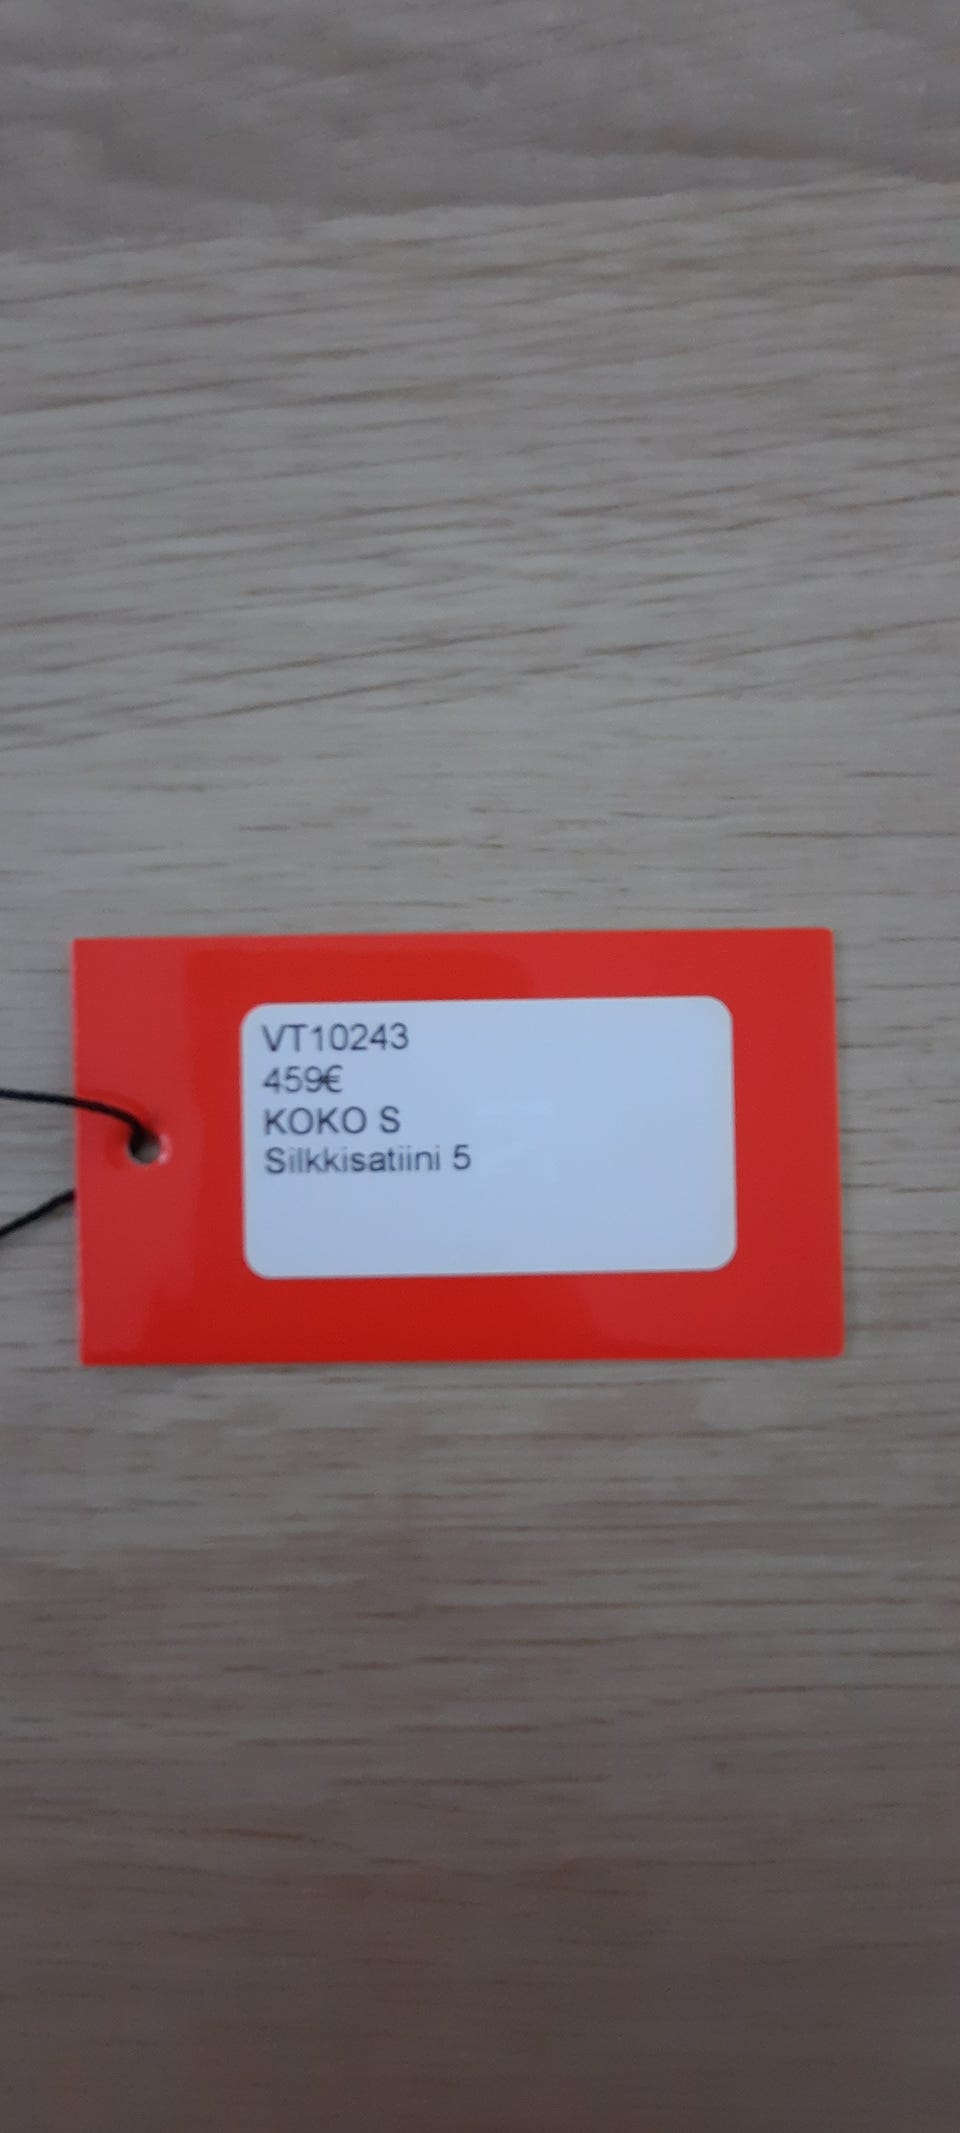 VT10243
459€
KOKO S
Silkkisatiini 5